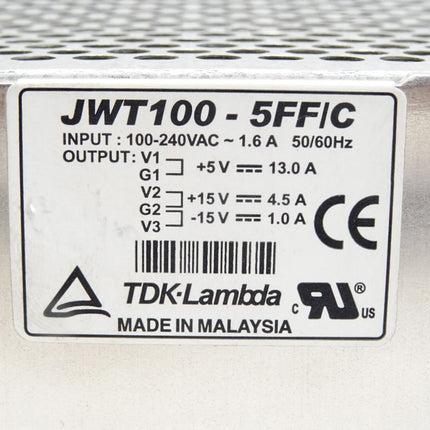 JWT100 - 5FF/C
INPUT : 100-240VAC ~ 1.6 A 50/60Hz
OUTPUT: V1
G1 +5 V ⎓ 13.0 A
V2 +15 V ⎓ 4.5 A
G2 -15 V ⎓ 1.0 A
V3
CE
TDK·Lambda
c RU ® US
MADE IN MALAYSIA